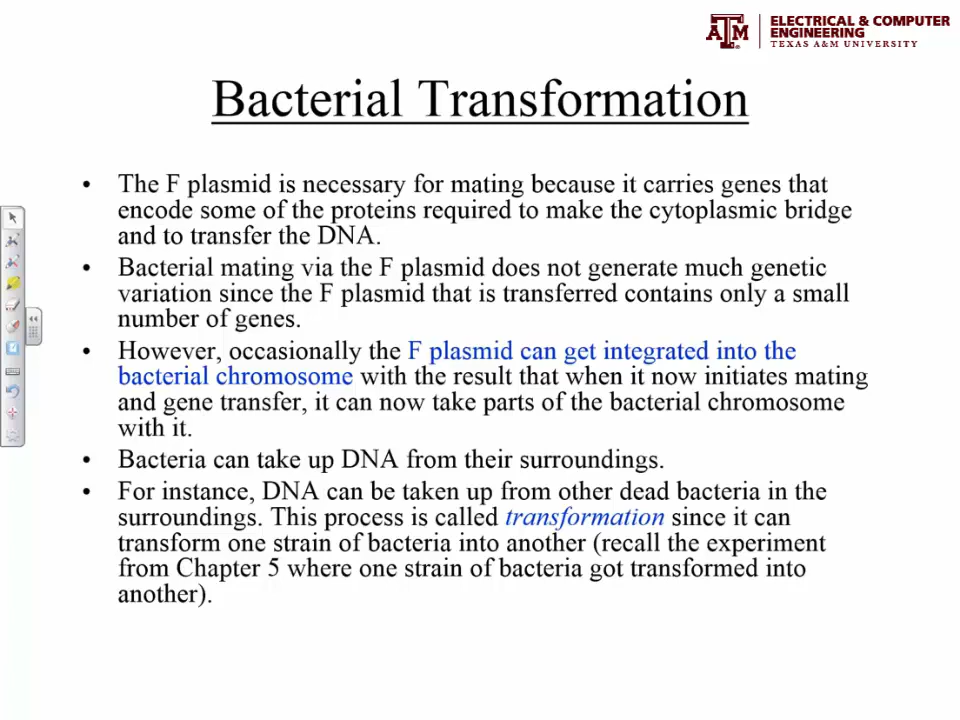 ELECTRICAL & COMPUTER
ENGINEERING
TEXAS A&M UNIVERSITY
Bacterial Transformation
• The F plasmid is necessary for mating because it carries genes that
encode some of the proteins required to make the cytoplasmic bridge
and to transfer the DNA.
• Bacterial mating via the F plasmid does not generate much genetic
variation since the F plasmid that is transferred contains only a small
number of genes.
• However, occasionally the F plasmid can get integrated into the
bacterial chromosome with the result that when it now initiates mating
and gene transfer, it can now take parts of the bacterial chromosome
with it.
• Bacteria can take up DNA from their surroundings.
• For instance, DNA can be taken up from other dead bacteria in the
surroundings. This process is called transformation since it can
transform one strain of bacteria into another (recall the experiment
from Chapter 5 where one strain of bacteria got transformed into
another).